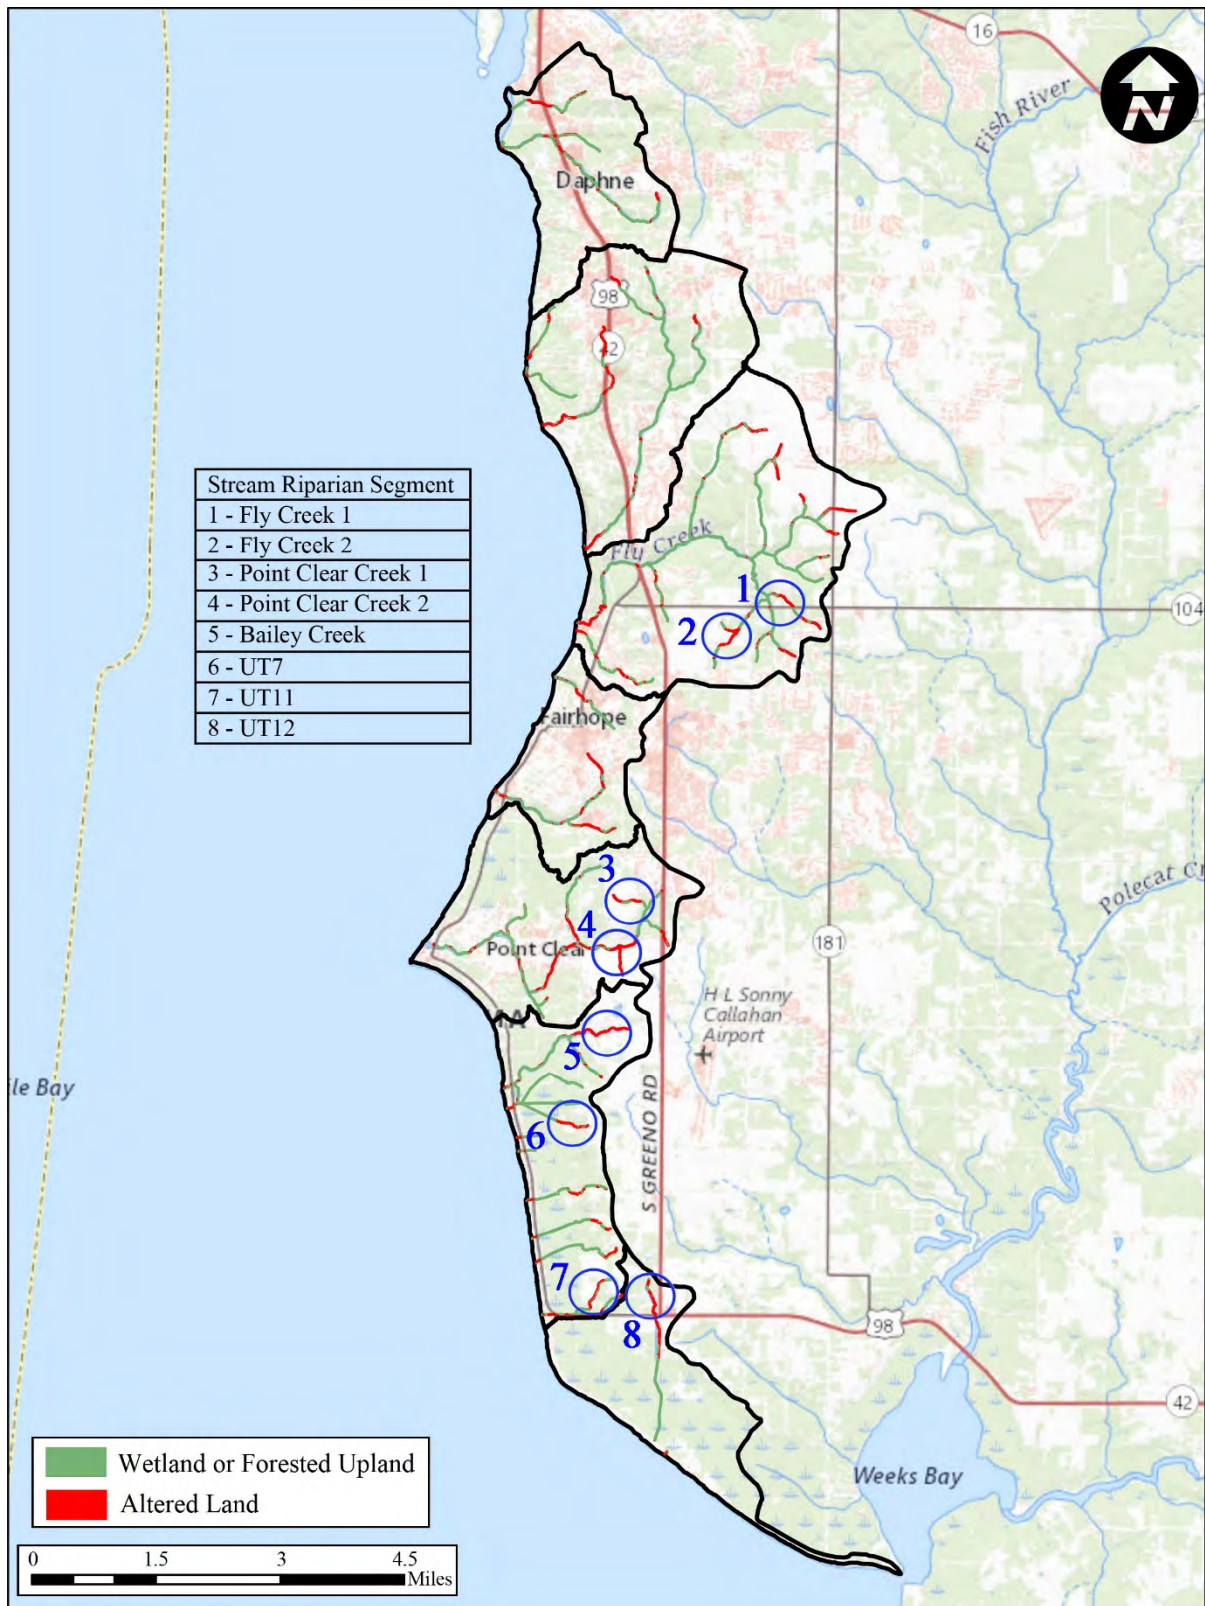 16
N
Fish River
Daphne
98
42
Stream Riparian Segment
1 - Fly Creek 1
2 - Fly Creek 2
3 - Point Clear Creek 1
4 - Point Clear Creek 2
5 - Bailey Creek
6 - UT7
7 - UT11
8 - UT12
Fly Creek
1
104
2
Fairhope
3
Polecat Cr
4
Point Clear
181
H L Sonny
Callahan
Airport
5
ile Bay
6
S GREENO RD
7
8
98
42
Wetland or Forested Upland
Altered Land
Weeks Bay
0 1.5 3 4.5
Miles